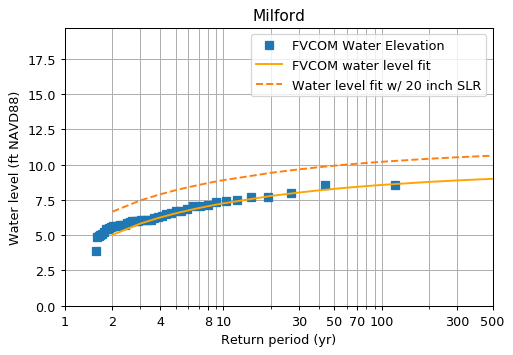 Milford
FVCOM Water Elevation
FVCOM water level fit
Water level fit w/ 20 inch SLR
Water level (ft NAVD88)
17.5
15.0
12.5
10.0
7.5
5.0
2.5
0.0
1 2 4 8 10 30 50 70 100 300 500
Return period (yr)